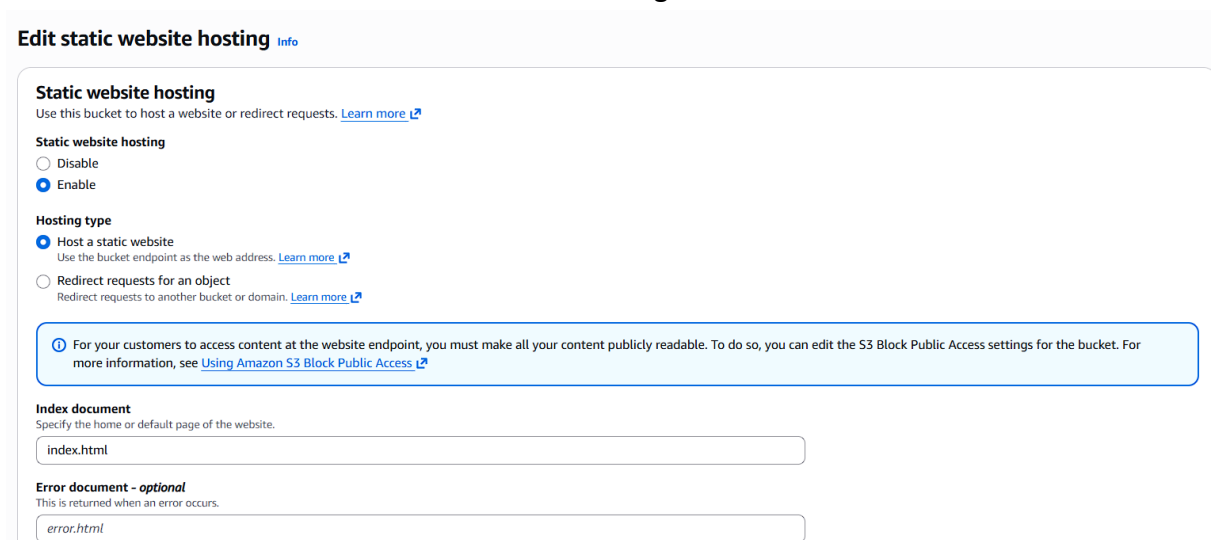 Edit static website hosting Info
Static website hosting
Use this bucket to host a website or redirect requests. Learn more
Static website hosting
Disable
Enable
Hosting type
Host a static website
Use the bucket endpoint as the web address. Learn more
Redirect requests for an object
Redirect requests to another bucket or domain. Learn more
For your customers to access content at the website endpoint, you must make all your content publicly readable. To do so, you can edit the S3 Block Public Access settings for the bucket. For
more information, see Using Amazon S3 Block Public Access
Index document
Specify the home or default page of the website.
index.html
Error document - optional
This is returned when an error occurs.
error.html